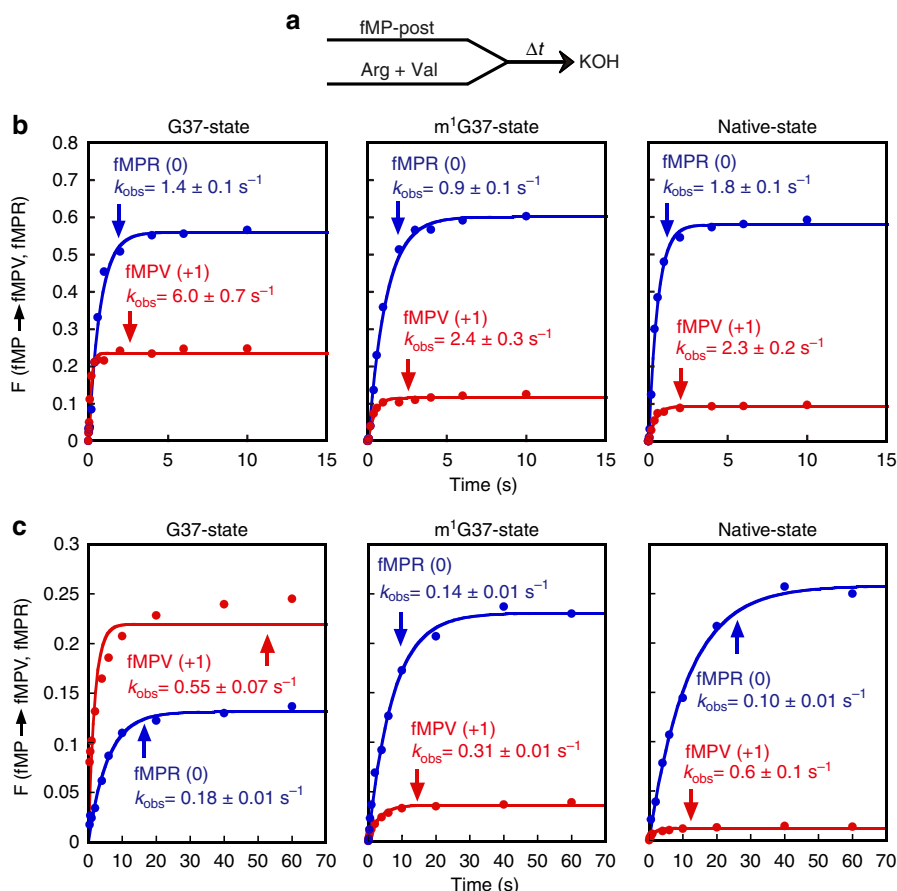 a
fMP-post
Arg + Val
Δt
KOH
b
G37-state
m¹G37-state
Native-state
F (fMP → fMPV, fMPR)
0.8
0.7
0.6
0.5
0.4
0.3
0.2
0.1
0
fMPR (0)
kobs= 1.4 ± 0.1 s⁻¹
fMPV (+1)
kobs= 6.0 ± 0.7 s⁻¹
fMPR (0)
kobs= 0.9 ± 0.1 s⁻¹
fMPV (+1)
kobs= 2.4 ± 0.3 s⁻¹
fMPR (0)
kobs= 1.8 ± 0.1 s⁻¹
fMPV (+1)
kobs= 2.3 ± 0.2 s⁻¹
0 5 10 15
0 5 10 15
0 5 10 15
Time (s)
c
G37-state
m¹G37-state
Native-state
F (fMP → fMPV, fMPR)
0.3
0.25
0.2
0.15
0.1
0.05
0
fMPV (+1)
kobs= 0.55 ± 0.07 s⁻¹
fMPR (0)
kobs= 0.18 ± 0.01 s⁻¹
fMPR (0)
kobs= 0.14 ± 0.01 s⁻¹
fMPV (+1)
kobs= 0.31 ± 0.01 s⁻¹
fMPR (0)
kobs= 0.10 ± 0.01 s⁻¹
fMPV (+1)
kobs= 0.6 ± 0.1 s⁻¹
0 10 20 30 40 50 60 70
0 10 20 30 40 50 60 70
0 10 20 30 40 50 60 70
Time (s)